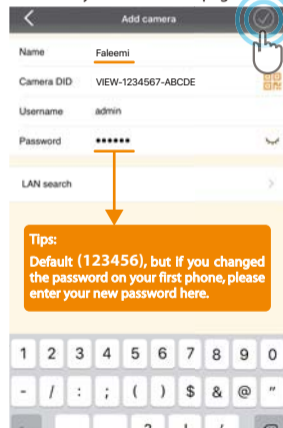 Add camera
Name Faleemi
Camera DID VIEW-1234567-ABCDE
Username admin
Password ••••••
LAN search
Tips:
Default (123456), but if you changed
the password on your first phone, please
enter your new password here.
1 2 3 4 5 6 7 8 9 0
- / : ; ( ) $ & @ "